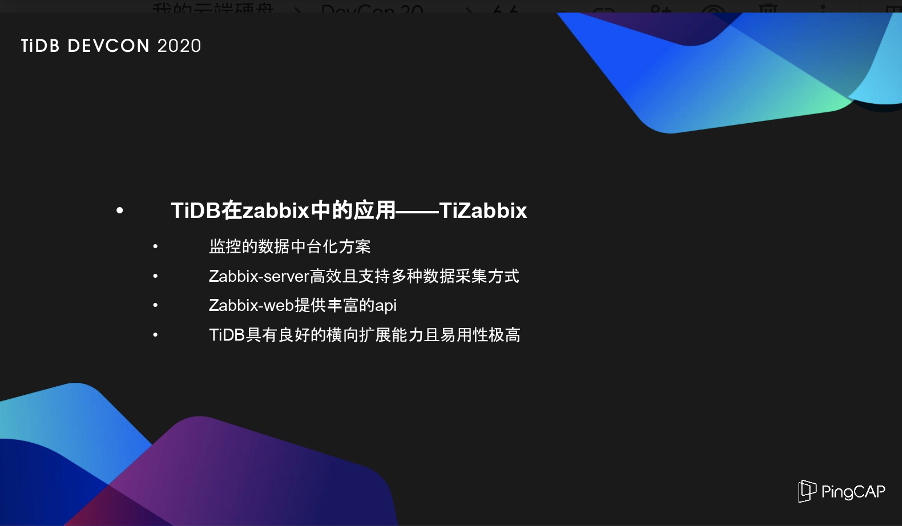 我的云端硬盘 > DevCon 20 > 6.6
TiDB DEVCON 2020
• TiDB在zabbix中的应用——TiZabbix
• 监控的数据中台化方案
• Zabbix-server高效且支持多种数据采集方式
• Zabbix-web提供丰富的api
• TiDB具有良好的横向扩展能力且易用性极高
PingCAP